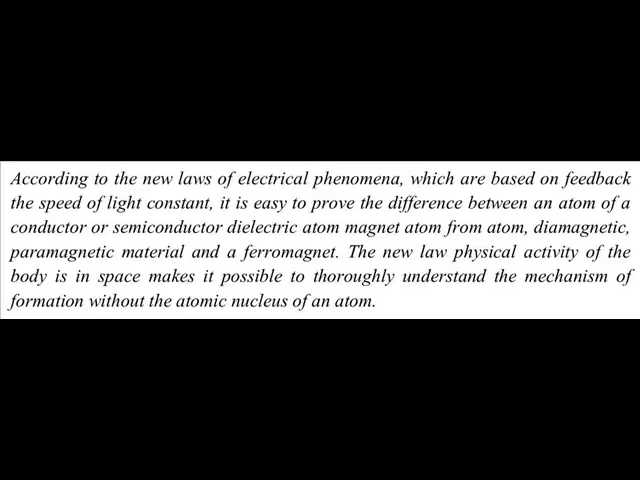 According to the new laws of electrical phenomena, which are based on feedback
the speed of light constant, it is easy to prove the difference between an atom of a
conductor or semiconductor dielectric atom magnet atom from atom, diamagnetic,
paramagnetic material and a ferromagnet. The new law physical activity of the
body is in space makes it possible to thoroughly understand the mechanism of
formation without the atomic nucleus of an atom.